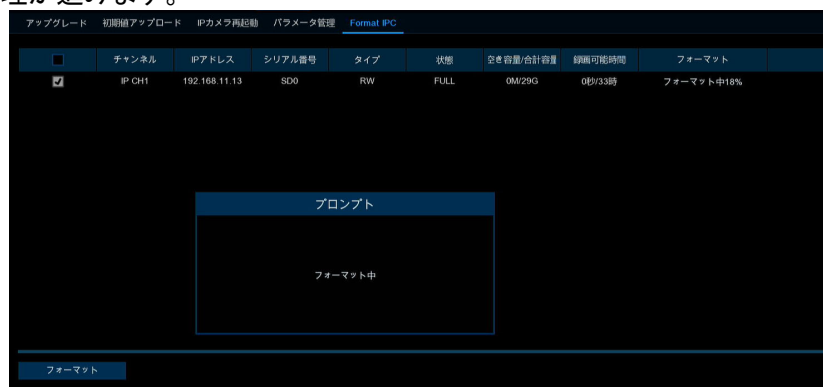 理が進みます。
アップグレード 初期値アップロード IPカメラ再起動 パラメータ管理 Format IPC
チャンネル IPアドレス シリアル番号 タイプ 状態 空き容量/合計容量 録画可能時間 フォーマット
IP CH1 192.168.11.13 SD0 RW FULL 0M/29G 0秒/33時 フォーマット中18%
プロンプト
フォーマット中
フォーマット